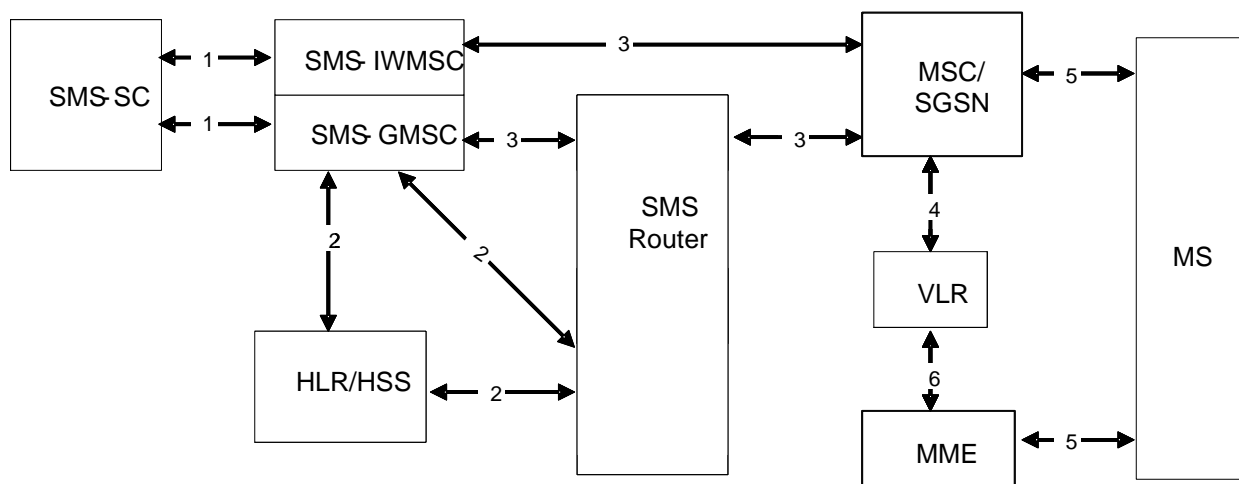 SMS-SC
1
1
SMS- IWMSC
SMS- GMSC
3
3
3
MSC/
SGSN
5
MS
SMS
Router
2
2
2
HLR/HSS
4
VLR
6
MME
5